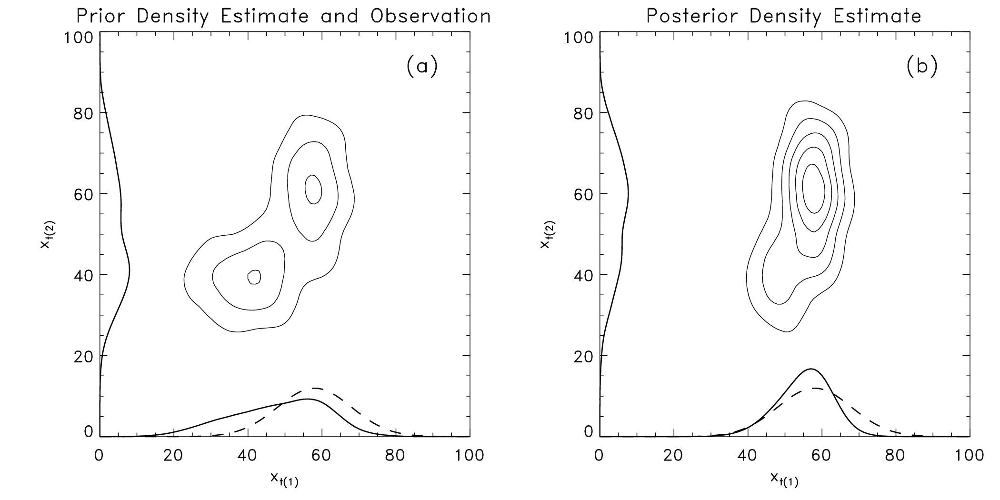 Prior Density Estimate and Observation
100
80
60
40
20
0
0 20 40 60 80 100
x_t(2)
x_t(1)
(a)
Posterior Density Estimate
100
80
60
40
20
0
0 20 40 60 80 100
x_t(2)
x_t(1)
(b)